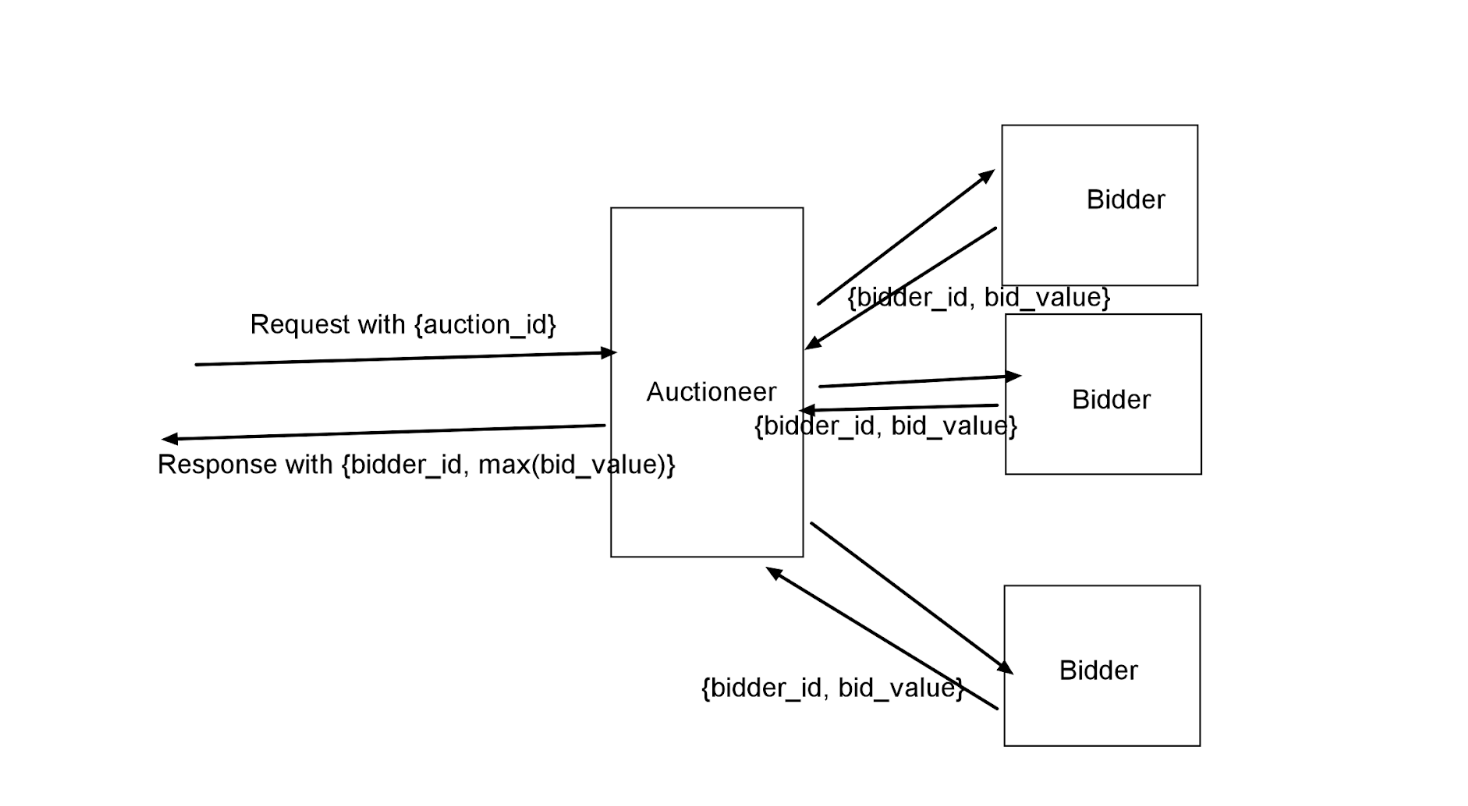 Bidder
{bidder_id, bid_value}
Request with {auction_id}
Auctioneer
Bidder
{bidder_id, bid_value}
Response with {bidder_id, max(bid_value)}
Bidder
{bidder_id, bid_value}